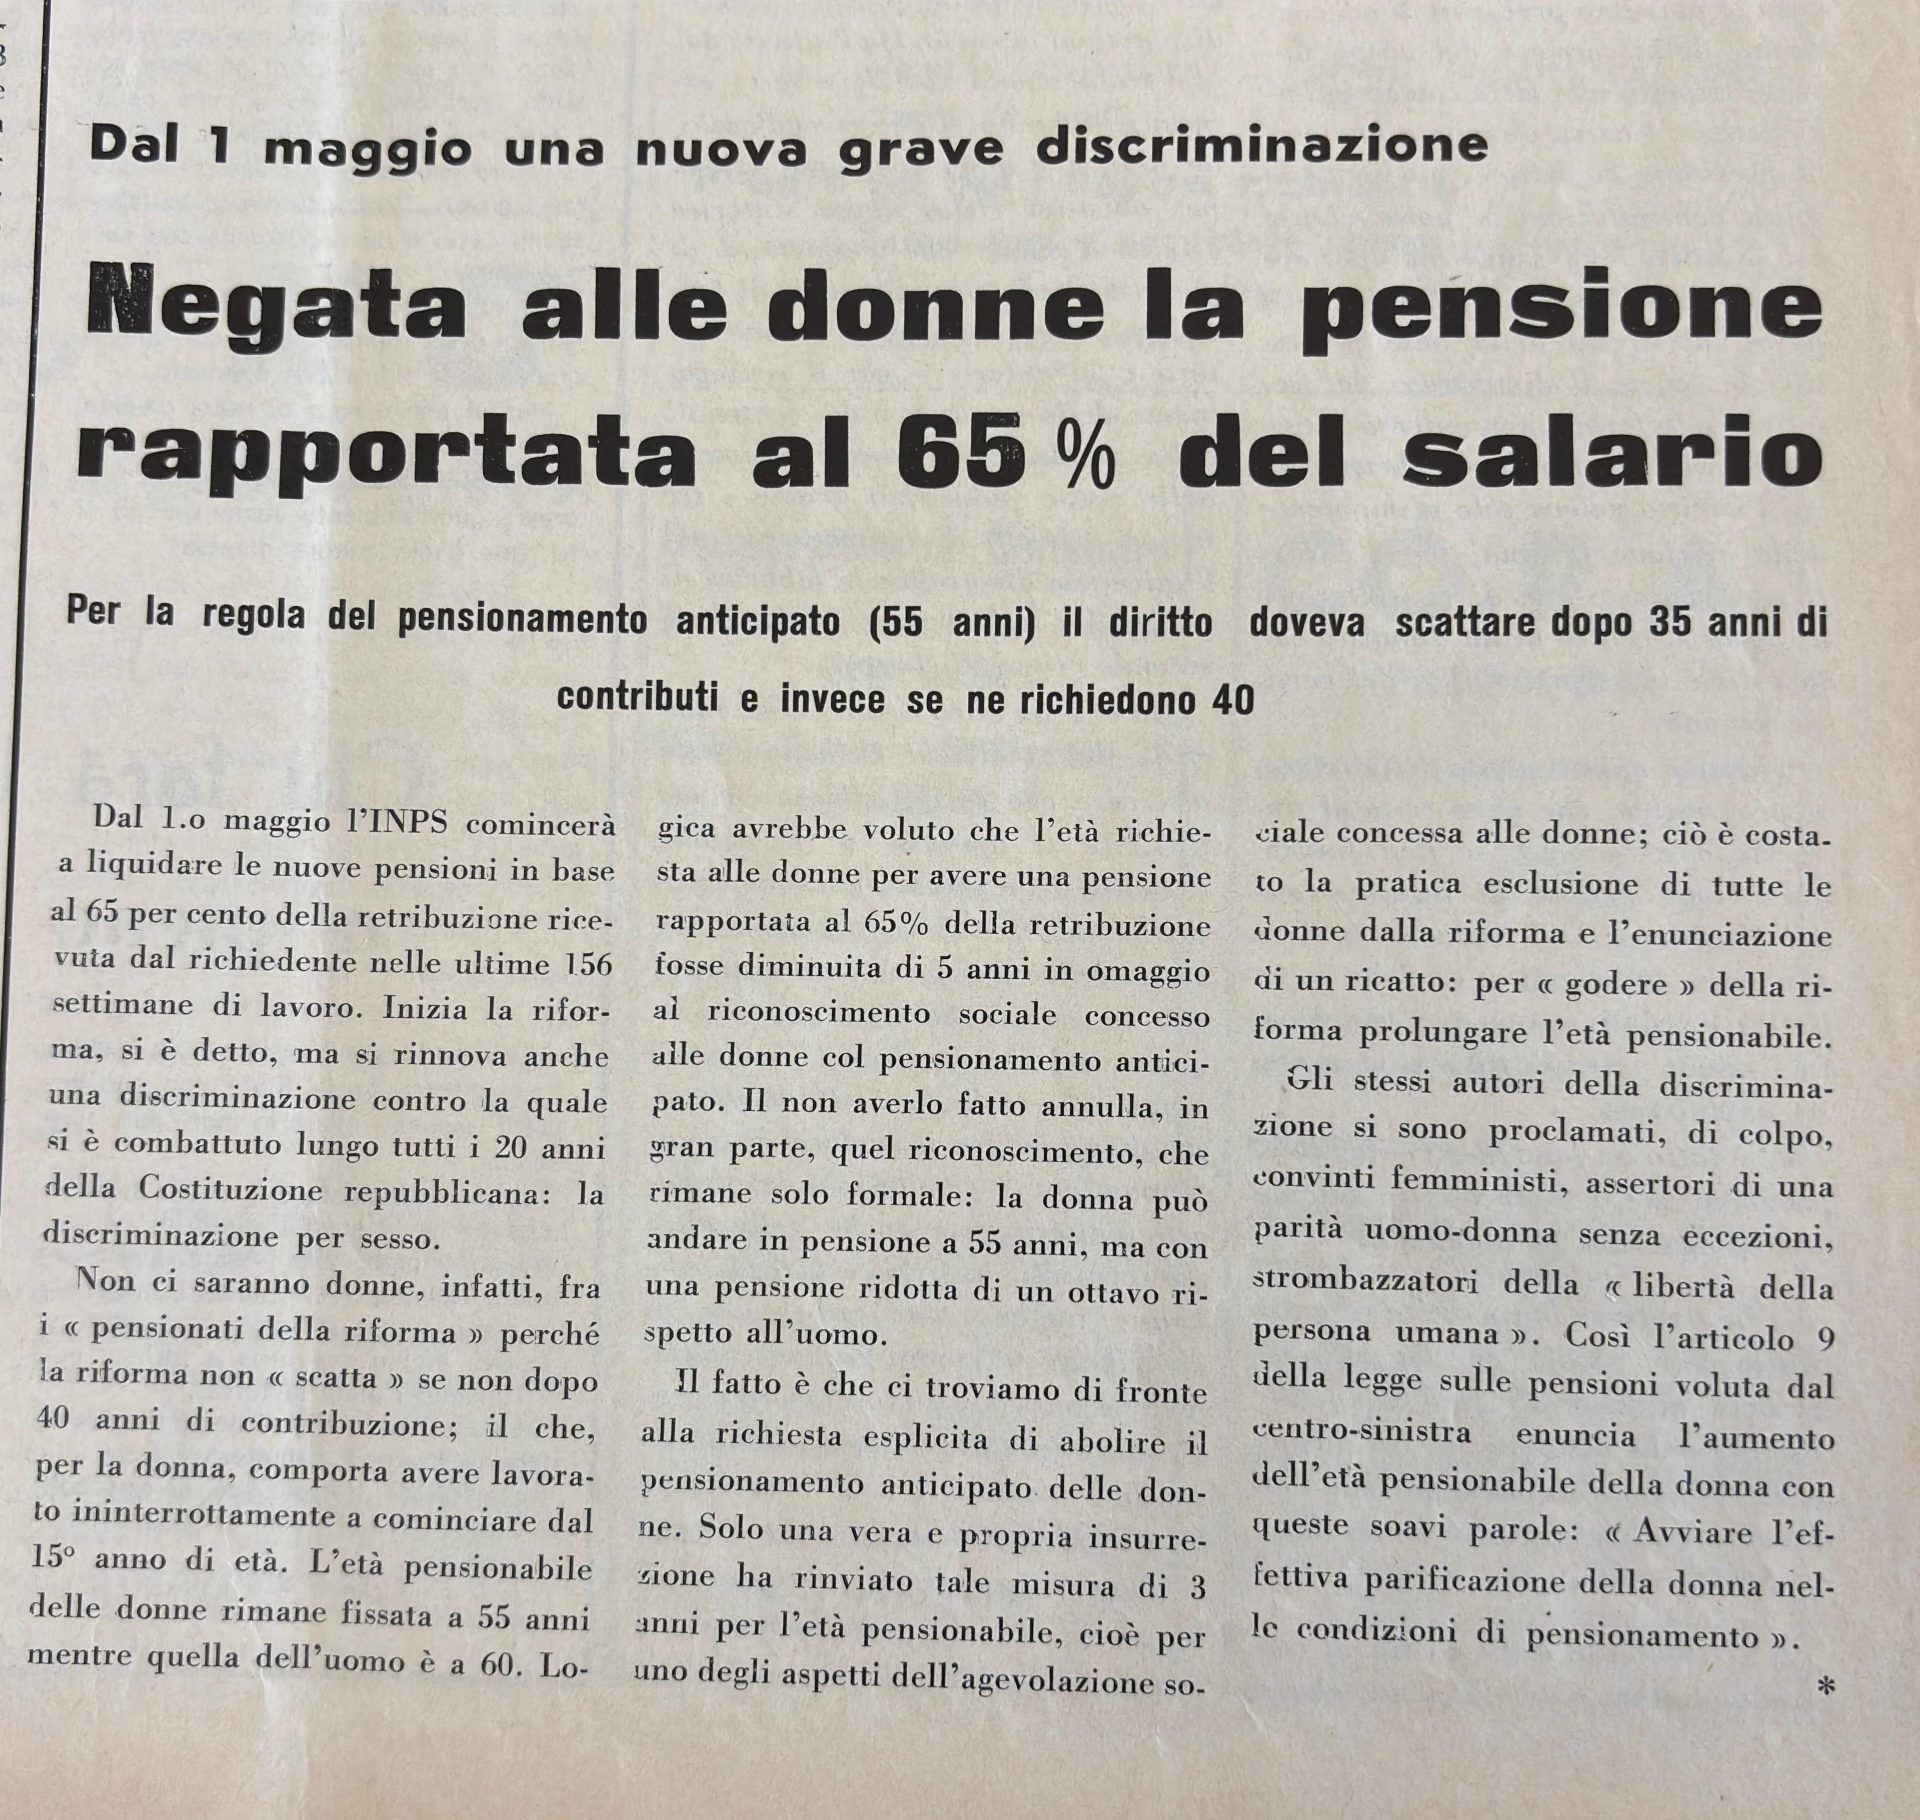 Dal 1 maggio una nuova grave discriminazione
Negata alle donne la pensione
rapportata al 65% del salario
Per la regola del pensionamento anticipato (55 anni) il diritto doveva scattare dopo 35 anni di
contributi e invece se ne richiedono 40
Dal 1.o maggio l'INPS comincerà
a liquidare le nuove pensioni in base
al 65 per cento della retribuzione rice-
vuta dal richiedente nelle ultime 156
settimane di lavoro. Inizia la rifor-
ma, si è detto, ma si rinnova anche
una discriminazione contro la quale
si è combattuto lungo tutti i 20 anni
della Costituzione repubblicana: la
discriminazione per sesso.
Non ci saranno donne, infatti, fra
i « pensionati della riforma » perché
la riforma non « scatta » se non dopo
40 anni di contribuzione; il che,
per la donna, comporta avere lavora-
to ininterrottamente a cominciare dal
15° anno di età. L'età pensionabile
delle donne rimane fissata a 55 anni
mentre quella dell'uomo è a 60. Lo-
gica avrebbe voluto che l'età richie-
sta alle donne per avere una pensione
rapportata al 65% della retribuzione
fosse diminuita di 5 anni in omaggio
al riconoscimento sociale concesso
alle donne col pensionamento antici-
pato. Il non averlo fatto annulla, in
gran parte, quel riconoscimento, che
rimane solo formale: la donna può
andare in pensione a 55 anni, ma con
una pensione ridotta di un ottavo ri-
spetto all'uomo.
Il fatto è che ci troviamo di fronte
alla richiesta esplicita di abolire il
pensionamento anticipato delle don-
ne. Solo una vera e propria insurre-
zione ha rinviato tale misura di 3
anni per l'età pensionabile, cioè per
uno degli aspetti dell'agevolazione so-
ciale concessa alle donne; ciò è costa-
to la pratica esclusione di tutte le
donne dalla riforma e l'enunciazione
di un ricatto: per « godere » della ri-
forma prolungare l'età pensionabile.
Gli stessi autori della discrimina-
zione si sono proclamati, di colpo,
convinti femministi, assertori di una
parità uomo-donna senza eccezioni,
strombazzatori della « libertà della
persona umana ». Così l'articolo 9
della legge sulle pensioni voluta dal
centro-sinistra enuncia l'aumento
dell'età pensionabile della donna con
queste soavi parole: « Avviare l'ef-
fettiva parificazione della donna nel-
le condizioni di pensionamento ».
*